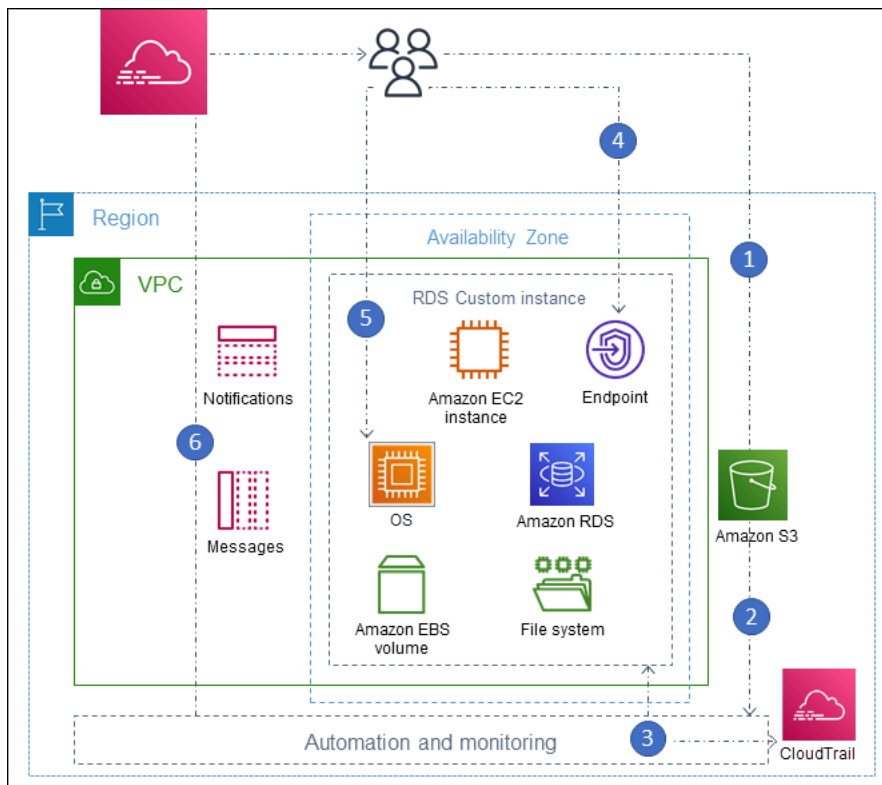 4
Region
Availability Zone
1
VPC
RDS Custom instance
5
Notifications
Amazon EC2
instance
Endpoint
6
Messages
OS
Amazon RDS
Amazon S3
2
Amazon EBS
volume
File system
Automation and monitoring
3
CloudTrail